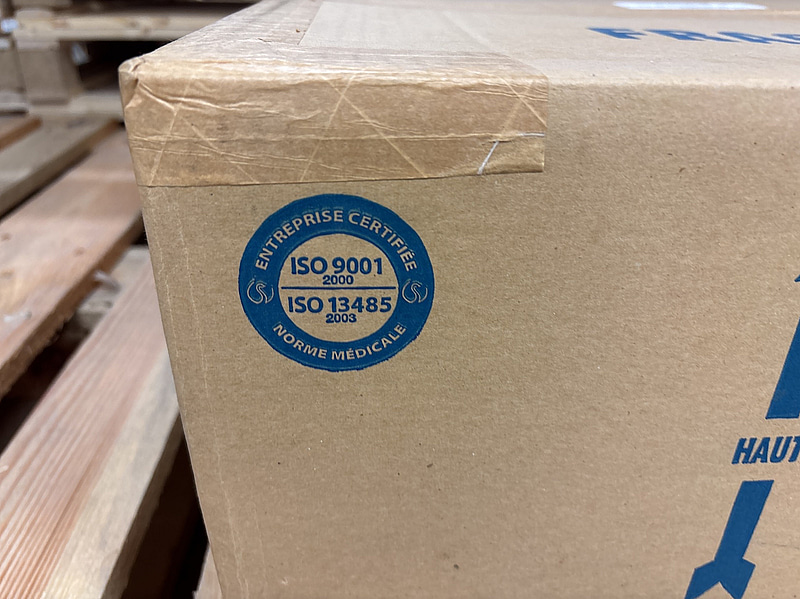 ENTREPRISE CERTIFIÉE
ISO 9001
2000
ISO 13485
2003
NORME MÉDICALE
HAUT